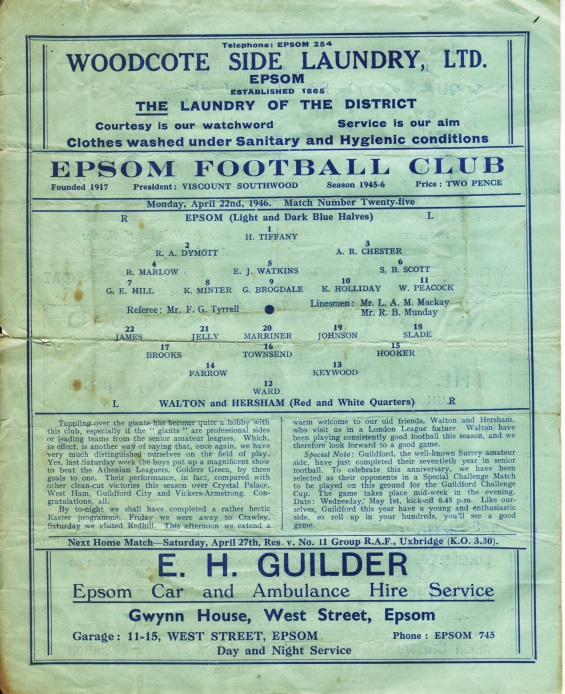 Telephone: EPSOM 254
WOODCOTE SIDE LAUNDRY, LTD.
EPSOM
ESTABLISHED 1865
THE LAUNDRY OF THE DISTRICT
Courtesy is our watchword Service is our aim
Clothes washed under Sanitary and Hygienic conditions
EPSOM FOOTBALL CLUB
Founded 1917 President: VISCOUNT SOUTHWOOD Season 1945-6 Price: TWO PENCE
Monday, April 22nd, 1946. Match Number Twenty-five
R EPSOM (Light and Dark Blue Halves) L
1
H. TIFFANY
2 3
R. A. DYMOTT A. R. CHESTER
4 5 6
R. MARLOW E. J. WATKINS S. B. SCOTT
7 8 9 10 11
G. E. HILL K. MINTER G. BROGDALE K. HOLLIDAY W. PEACOCK
Referee: Mr. F. G. Tyrrell Linesmen: Mr. L. A. M. Mackay
Mr. R. B. Munday
22 21 20 19 18
JAMES JELLY MARRINER JOHNSON SLADE
17 16 15
BROOKS TOWNSEND HOOKER
14 13
FARROW KEYWOOD
12
WARD
L WALTON and HERSHAM (Red and White Quarters) R
Toppling over the giants has become quite a hobby with
this club, especially if the "giants" are professional sides
or leading teams from the senior amateur leagues. Which,
in effect, is another way of saying that, once again, we have
very much distinguished ourselves on the field of play.
Yes, last Saturday week the boys put up a magnificent show
to beat the Athenian Leaguers, Golders Green, by three
goals to one. Their performance, in fact, compared with
other clean-cut victories this season over Crystal Palace,
West Ham, Guildford City and Vickers-Armstrong. Con-
gratulations, all.
By to-night we shall have completed a rather hectic
Easter programme. Friday we were away to Crawley,
Saturday we visited Redhill. This afternoon we extend a
warm welcome to our old friends, Walton and Hersham,
who visit us in a London League fixture. Walton have
been playing consistently good football this season, and we
therefore look forward to a good game.
Special Note: Guildford, the well-known Surrey amateur
side, have just completed their seventieth year in senior
football. To celebrate this anniversary, we have been
selected as their opponents in a Special Challenge Match
to be played on this ground for the Guildford Challenge
Cup. The game takes place mid-week in the evening.
Date: Wednesday, May 1st, kick-off 6.45 p.m. Like our-
selves, Guildford this year have a young and enthusiastic
side, so roll up in your hundreds, you'll see a good
game.
Next Home Match—Saturday, April 27th, Res. v. No. 11 Group R.A.F., Uxbridge (K.O. 3.30).
E. H. GUILDER
Epsom Car and Ambulance Hire Service
Gwynn House, West Street, Epsom
Garage: 11-15, WEST STREET, EPSOM Phone: EPSOM 745
Day and Night Service